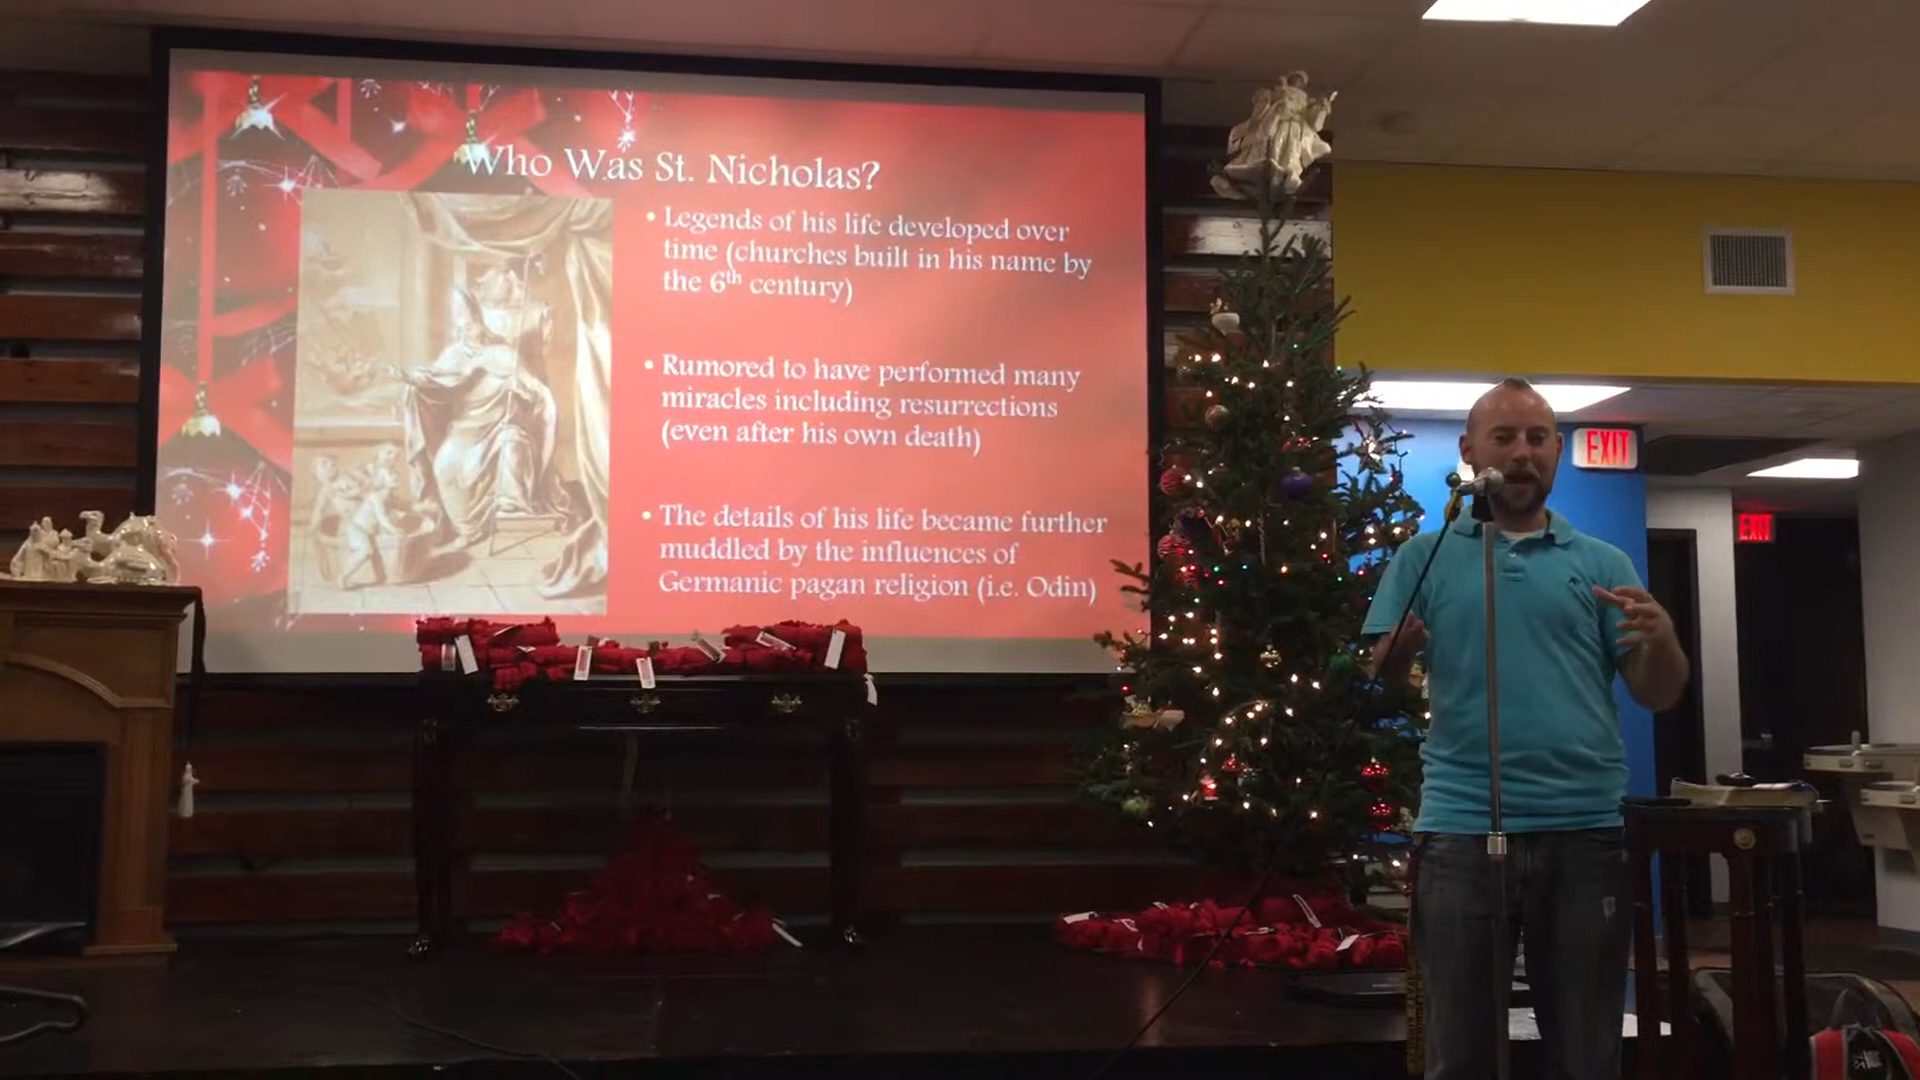 Who Was St. Nicholas?
• Legends of his life developed over
time (churches built in his name by
the 6th century)
• Rumored to have performed many
miracles including resurrections
(even after his own death)
• The details of his life became further
muddled by the influences of
Germanic pagan religion (i.e. Odin)
EXIT
EXIT